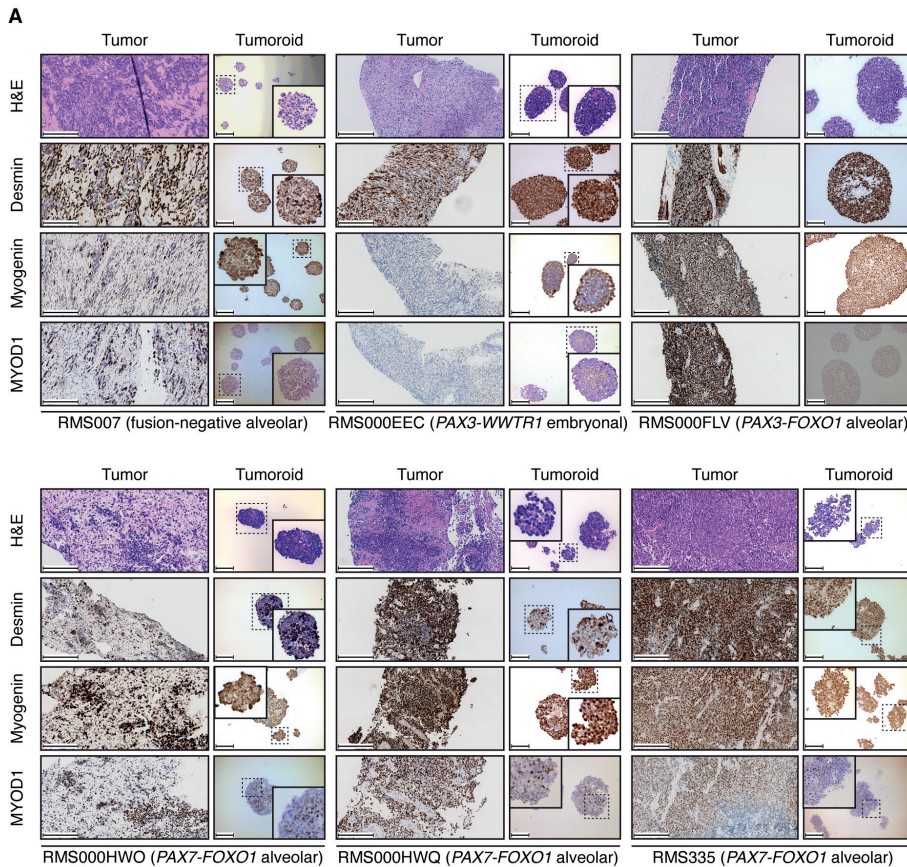 A
Tumor Tumoroid Tumor Tumoroid Tumor Tumoroid
H&E
Desmin
Myogenin
MYOD1
RMS007 (fusion-negative alveolar) RMS000EEC (PAX3-WWTR1 embryonal) RMS000FLV (PAX3-FOXO1 alveolar)
Tumor Tumoroid Tumor Tumoroid Tumor Tumoroid
H&E
Desmin
Myogenin
MYOD1
RMS000HWO (PAX7-FOXO1 alveolar) RMS000HWQ (PAX7-FOXO1 alveolar) RMS335 (PAX7-FOXO1 alveolar)